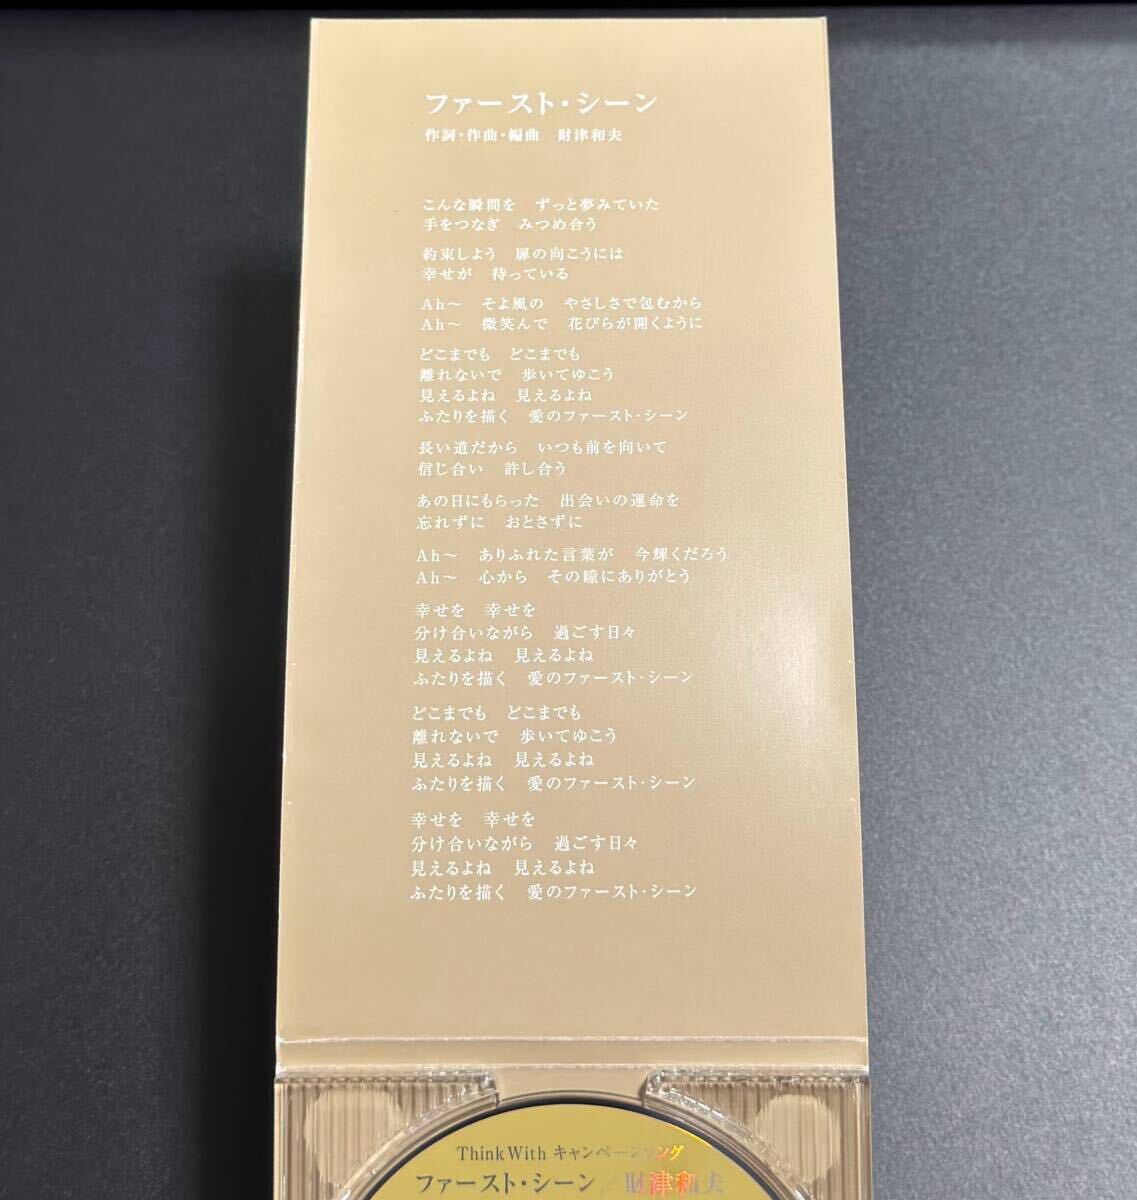 ファースト・シーン
作詞・作曲・編曲　財津和夫
こんな瞬間を　ずっと夢みていた
手をつなぎ　みつめ合う
約束しよう　扉の向こうには
幸せが　待っている
Ah〜　そよ風の　やさしさで包むから
Ah〜　微笑んで　花びらが開くように
どこまでも　どこまでも
離れないで　歩いてゆこう
見えるよね　見えるよね
ふたりを描く　愛のファースト・シーン
長い道だから　いつも前を向いて
信じ合い　許し合う
あの日にもらった　出会いの運命を
忘れずに　おとさずに
Ah〜　ありふれた言葉が　今輝くだろう
Ah〜　心から　その瞳にありがとう
幸せを　幸せを
分け合いながら　過ごす日々
見えるよね　見えるよね
ふたりを描く　愛のファースト・シーン
どこまでも　どこまでも
離れないで　歩いてゆこう
見えるよね　見えるよね
ふたりを描く　愛のファースト・シーン
幸せを　幸せを
分け合いながら　過ごす日々
見えるよね　見えるよね
ふたりを描く　愛のファースト・シーン
Think With キャンペーンソング
ファースト・シーン／財津和夫